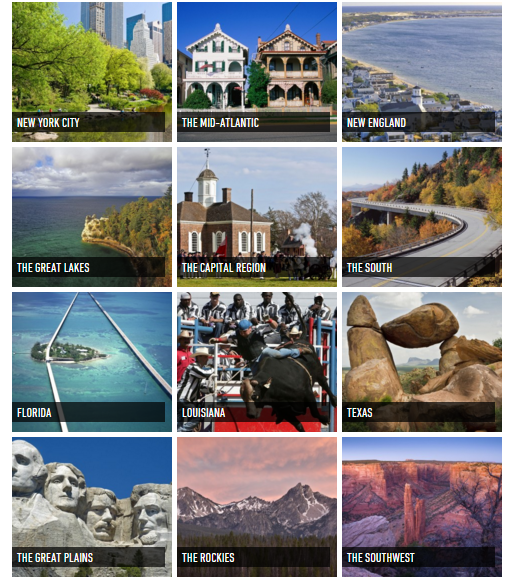 NEW YORK CITY
THE MID-ATLANTIC
NEW ENGLAND
THE GREAT LAKES
THE CAPITAL REGION
THE SOUTH
FLORIDA
LOUISIANA
TEXAS
THE GREAT PLAINS
THE ROCKIES
THE SOUTHWEST